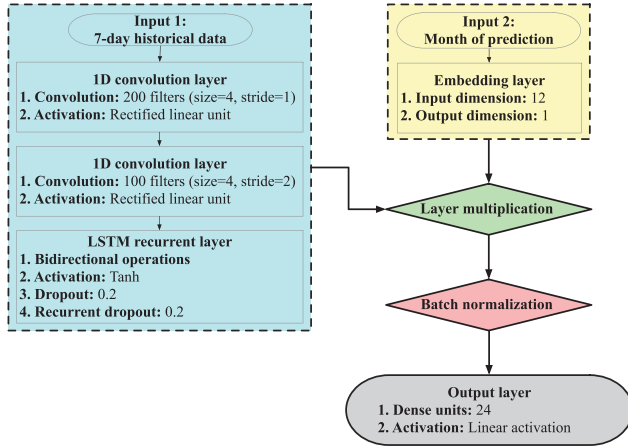 Input 1:
7-day historical data
1D convolution layer
1. Convolution: 200 filters (size=4, stride=1)
2. Activation: Rectified linear unit
1D convolution layer
1. Convolution: 100 filters (size=4, stride=2)
2. Activation: Rectified linear unit
LSTM recurrent layer
1. Bidirectional operations
2. Activation: Tanh
3. Dropout: 0.2
4. Recurrent dropout: 0.2
Input 2:
Month of prediction
Embedding layer
1. Input dimension: 12
2. Output dimension: 1
Layer multiplication
Batch normalization
Output layer
1. Dense units: 24
2. Activation: Linear activation